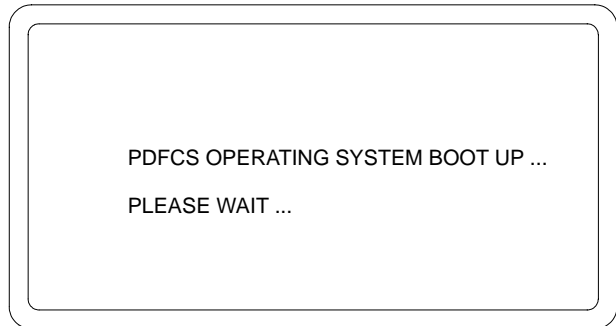 PDFCS OPERATING SYSTEM BOOT UP ...
PLEASE WAIT ...